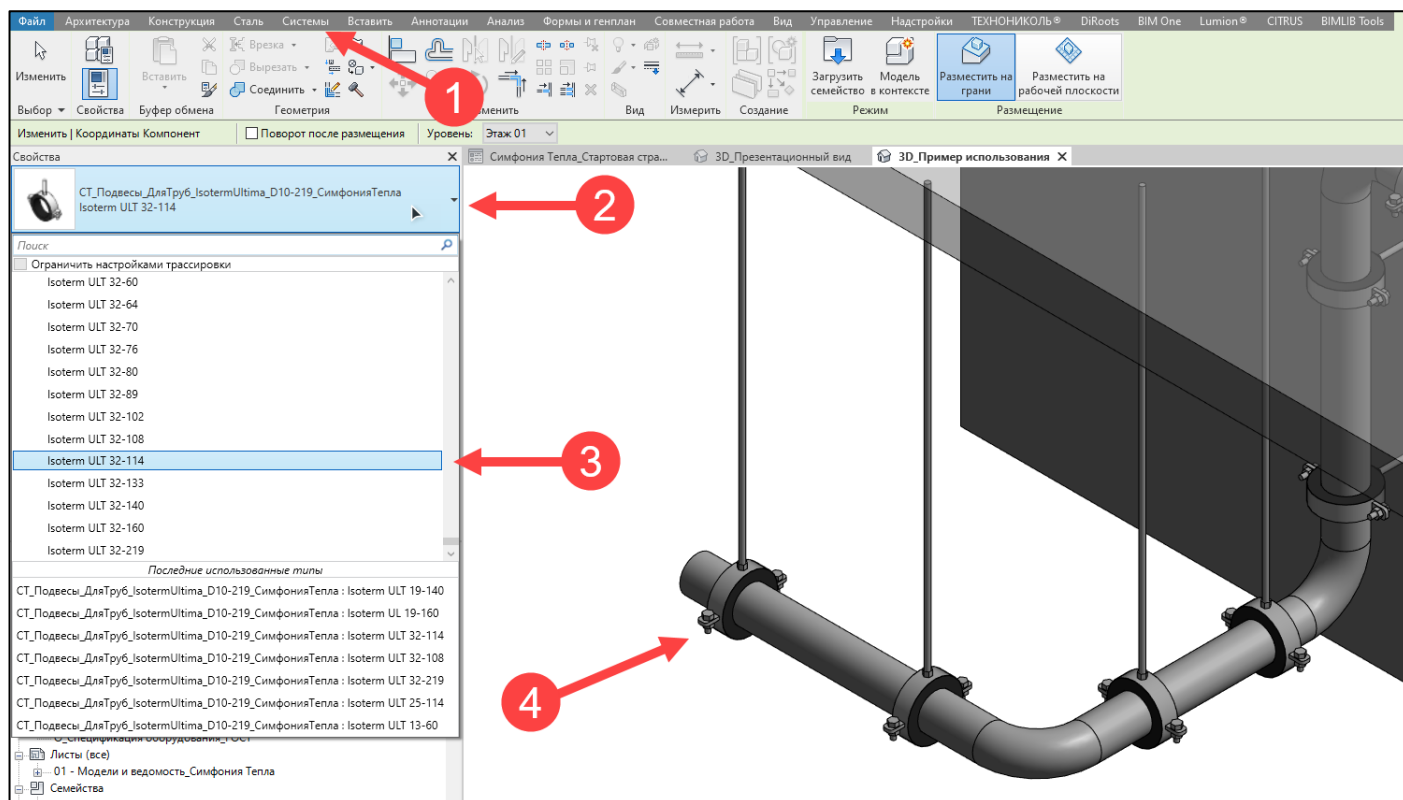 Файл Архитектура Конструкция Сталь Системы Вставить Аннотации Анализ Формы и генплан Совместная работа Вид Управление Надстройки ТЕХНОНИКОЛЬ® DiRoots BIM One Lumion® CITRUS BIMLIB Tools
Изменить
Вставить
Врезка
Вырезать
Соединить
Загрузить семейство
Модель в контексте
Разместить на грани
Разместить на рабочей плоскости
Выбор Свойства Буфер обмена Геометрия
Вид Измерить Создание Режим Размещение
1
Изменить | Координаты Компонент Поворот после размещения Уровень: Этаж 01
Свойства
Симфония Тепла_Стартовая стра... 3D_Презентационный вид 3D_Пример использования
СТ_Подвесы_ДляТруб_IsotermUltima_D10-219_СимфонияТепла
Isoterm ULT 32-114
2
Поиск
Ограничить настройками трассировки
Isoterm ULT 32-60
Isoterm ULT 32-64
Isoterm ULT 32-70
Isoterm ULT 32-76
Isoterm ULT 32-80
Isoterm ULT 32-89
Isoterm ULT 32-102
Isoterm ULT 32-108
Isoterm ULT 32-114
3
Isoterm ULT 32-133
Isoterm ULT 32-140
Isoterm ULT 32-160
Isoterm ULT 32-219
Последние использованные типы
СТ_Подвесы_ДляТруб_IsotermUltima_D10-219_СимфонияТепла : Isoterm ULT 19-140
СТ_Подвесы_ДляТруб_IsotermUltima_D10-219_СимфонияТепла : Isoterm UL 19-160
СТ_Подвесы_ДляТруб_IsotermUltima_D10-219_СимфонияТепла : Isoterm ULT 32-114
СТ_Подвесы_ДляТруб_IsotermUltima_D10-219_СимфонияТепла : Isoterm ULT 32-108
СТ_Подвесы_ДляТруб_IsotermUltima_D10-219_СимфонияТепла : Isoterm ULT 32-219
СТ_Подвесы_ДляТруб_IsotermUltima_D10-219_СимфонияТепла : Isoterm ULT 25-114
4
СТ_Подвесы_ДляТруб_IsotermUltima_D10-219_СимфонияТепла : Isoterm ULT 13-60
Листы (все)
01 - Модели и ведомость_Симфония Тепла
Семейства